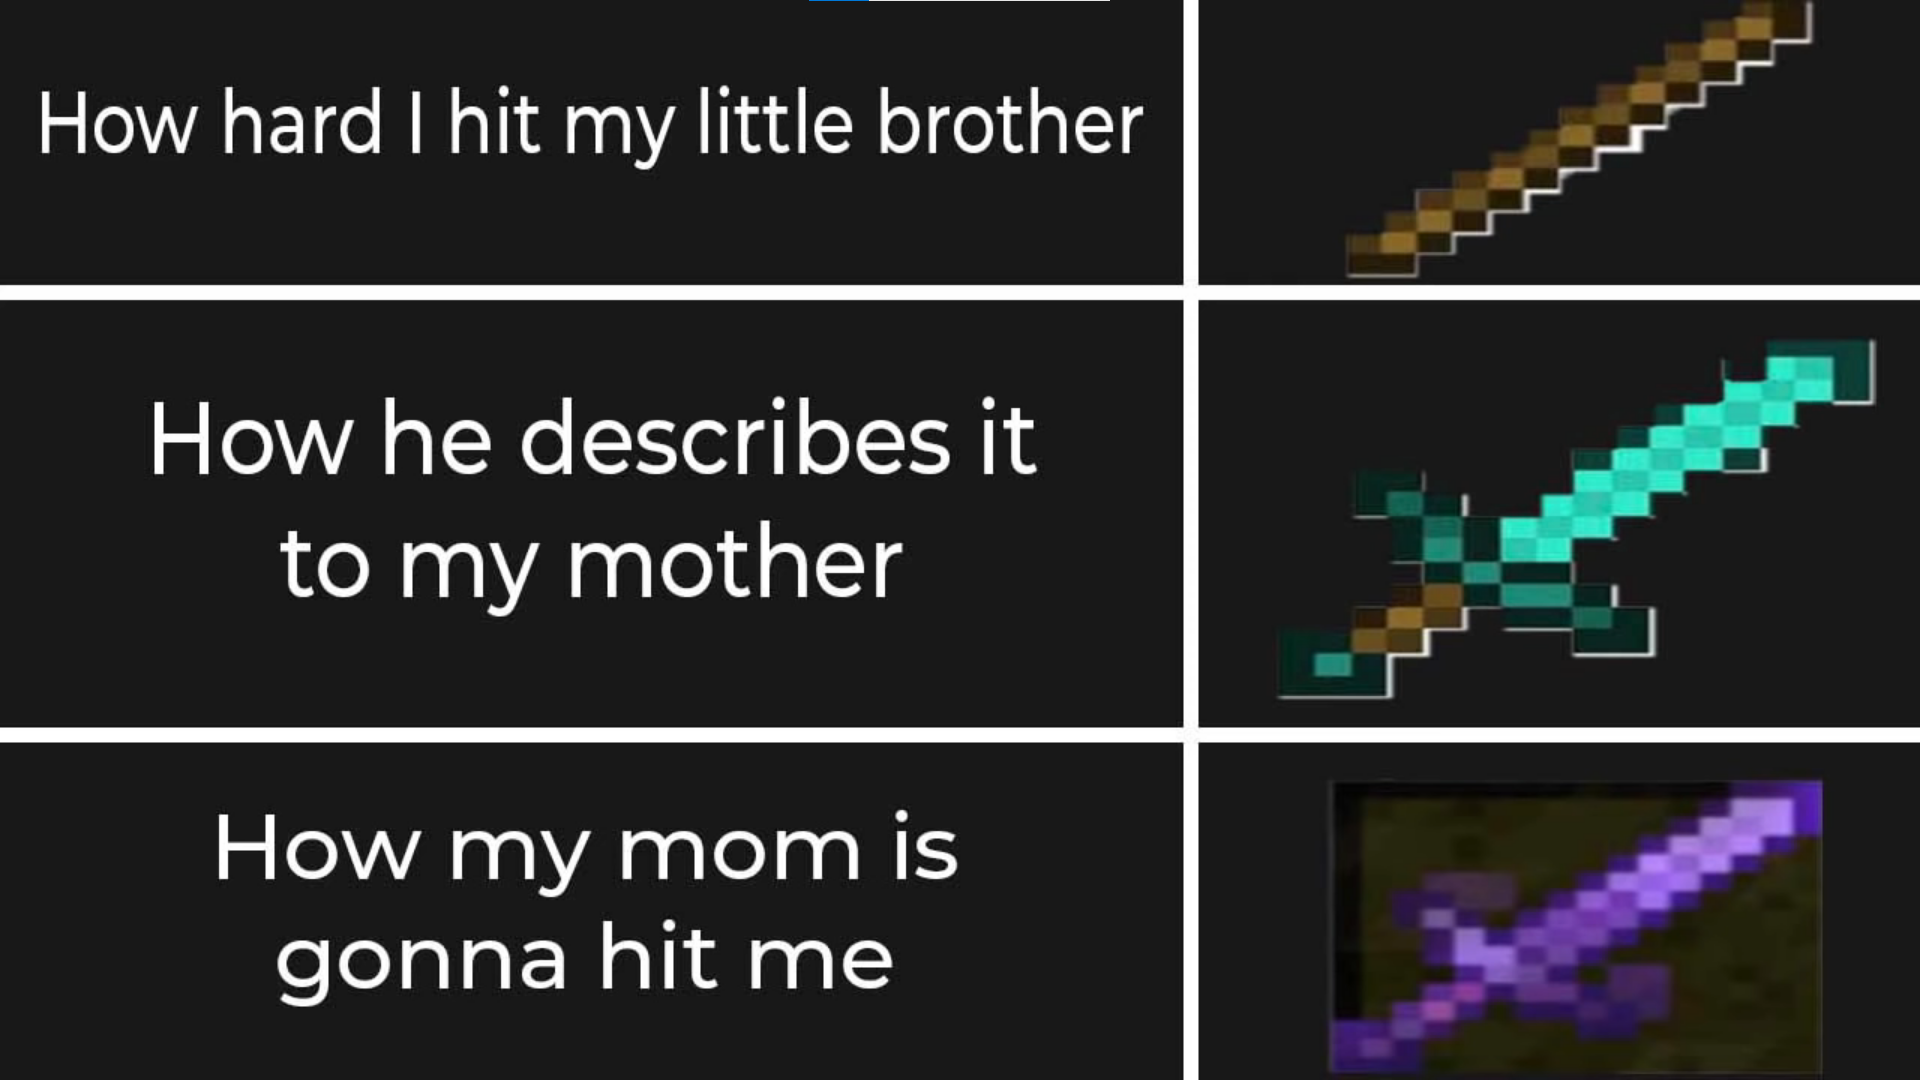 How hard I hit my little brother
How he describes it
to my mother
How my mom is
gonna hit me